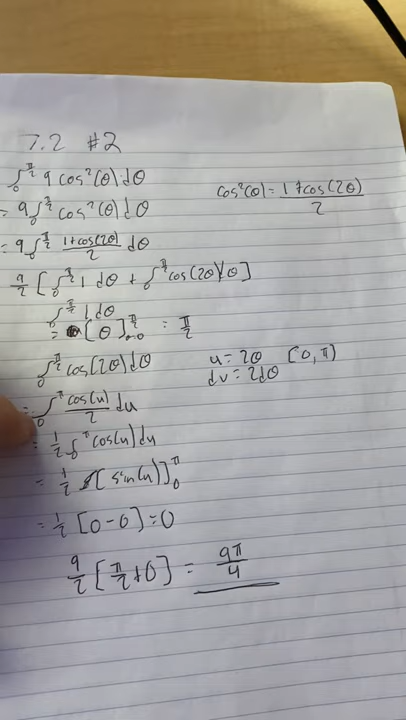 7.2 #2
∫₀^(π/2) 9 cos²(θ) dθ
= 9 ∫₀^(π/2) cos²(θ) dθ
cos²(θ) = (1+cos(2θ))/2
= 9 ∫₀^(π/2) (1+cos(2θ))/2 dθ
9/2 [∫₀^(π/2) 1 dθ + ∫₀^(π/2) cos(2θ) dθ]
∫₀^(π/2) 1 dθ
= [θ]_(θ=0)^(π/2) = π/2
∫₀^(π/2) cos(2θ) dθ
u = 2θ [0, π)
dv = 2dθ
= ∫₀^π cos(u)/2 du
= 1/2 ∫₀^π cos(u) du
= 1/2 [sin(u)]₀^π
= 1/2 [0-0] = 0
9/2 [π/2 + 0] = 9π/4